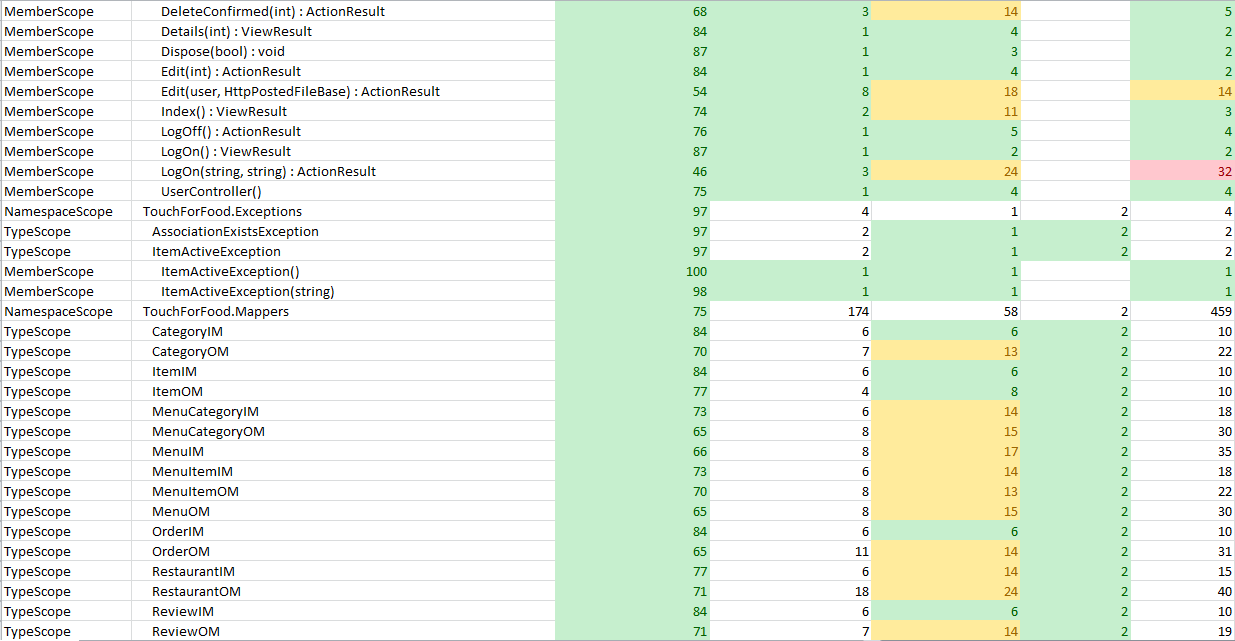 MemberScope DeleteConfirmed(int) : ActionResult 68 3 14 5
MemberScope Details(int) : ViewResult 84 1 4 2
MemberScope Dispose(bool) : void 87 1 3 2
MemberScope Edit(int) : ActionResult 84 1 4 2
MemberScope Edit(user, HttpPostedFileBase) : ActionResult 54 8 18 14
MemberScope Index() : ViewResult 74 2 11 3
MemberScope LogOff() : ActionResult 76 1 5 4
MemberScope LogOn() : ViewResult 87 1 2 2
MemberScope LogOn(string, string) : ActionResult 46 3 24 32
MemberScope UserController() 75 1 4 4
NamespaceScope TouchForFood.Exceptions 97 4 1 2 4
TypeScope AssociationExistsException 97 2 1 2 2
TypeScope ItemActiveException 97 2 1 2 2
MemberScope ItemActiveException() 100 1 1 1
MemberScope ItemActiveException(string) 98 1 1 1
NamespaceScope TouchForFood.Mappers 75 174 58 2 459
TypeScope CategoryIM 84 6 6 2 10
TypeScope CategoryOM 70 7 13 2 22
TypeScope ItemIM 84 6 6 2 10
TypeScope ItemOM 77 4 8 2 10
TypeScope MenuCategoryIM 73 6 14 2 18
TypeScope MenuCategoryOM 65 8 15 2 30
TypeScope MenuIM 66 8 17 2 35
TypeScope MenuItemIM 73 6 14 2 18
TypeScope MenuItemOM 70 8 13 2 22
TypeScope MenuOM 65 8 15 2 30
TypeScope OrderIM 84 6 6 2 10
TypeScope OrderOM 65 11 14 2 31
TypeScope RestaurantIM 77 6 14 2 15
TypeScope RestaurantOM 71 18 24 2 40
TypeScope ReviewIM 84 6 6 2 10
TypeScope ReviewOM 71 7 14 2 19